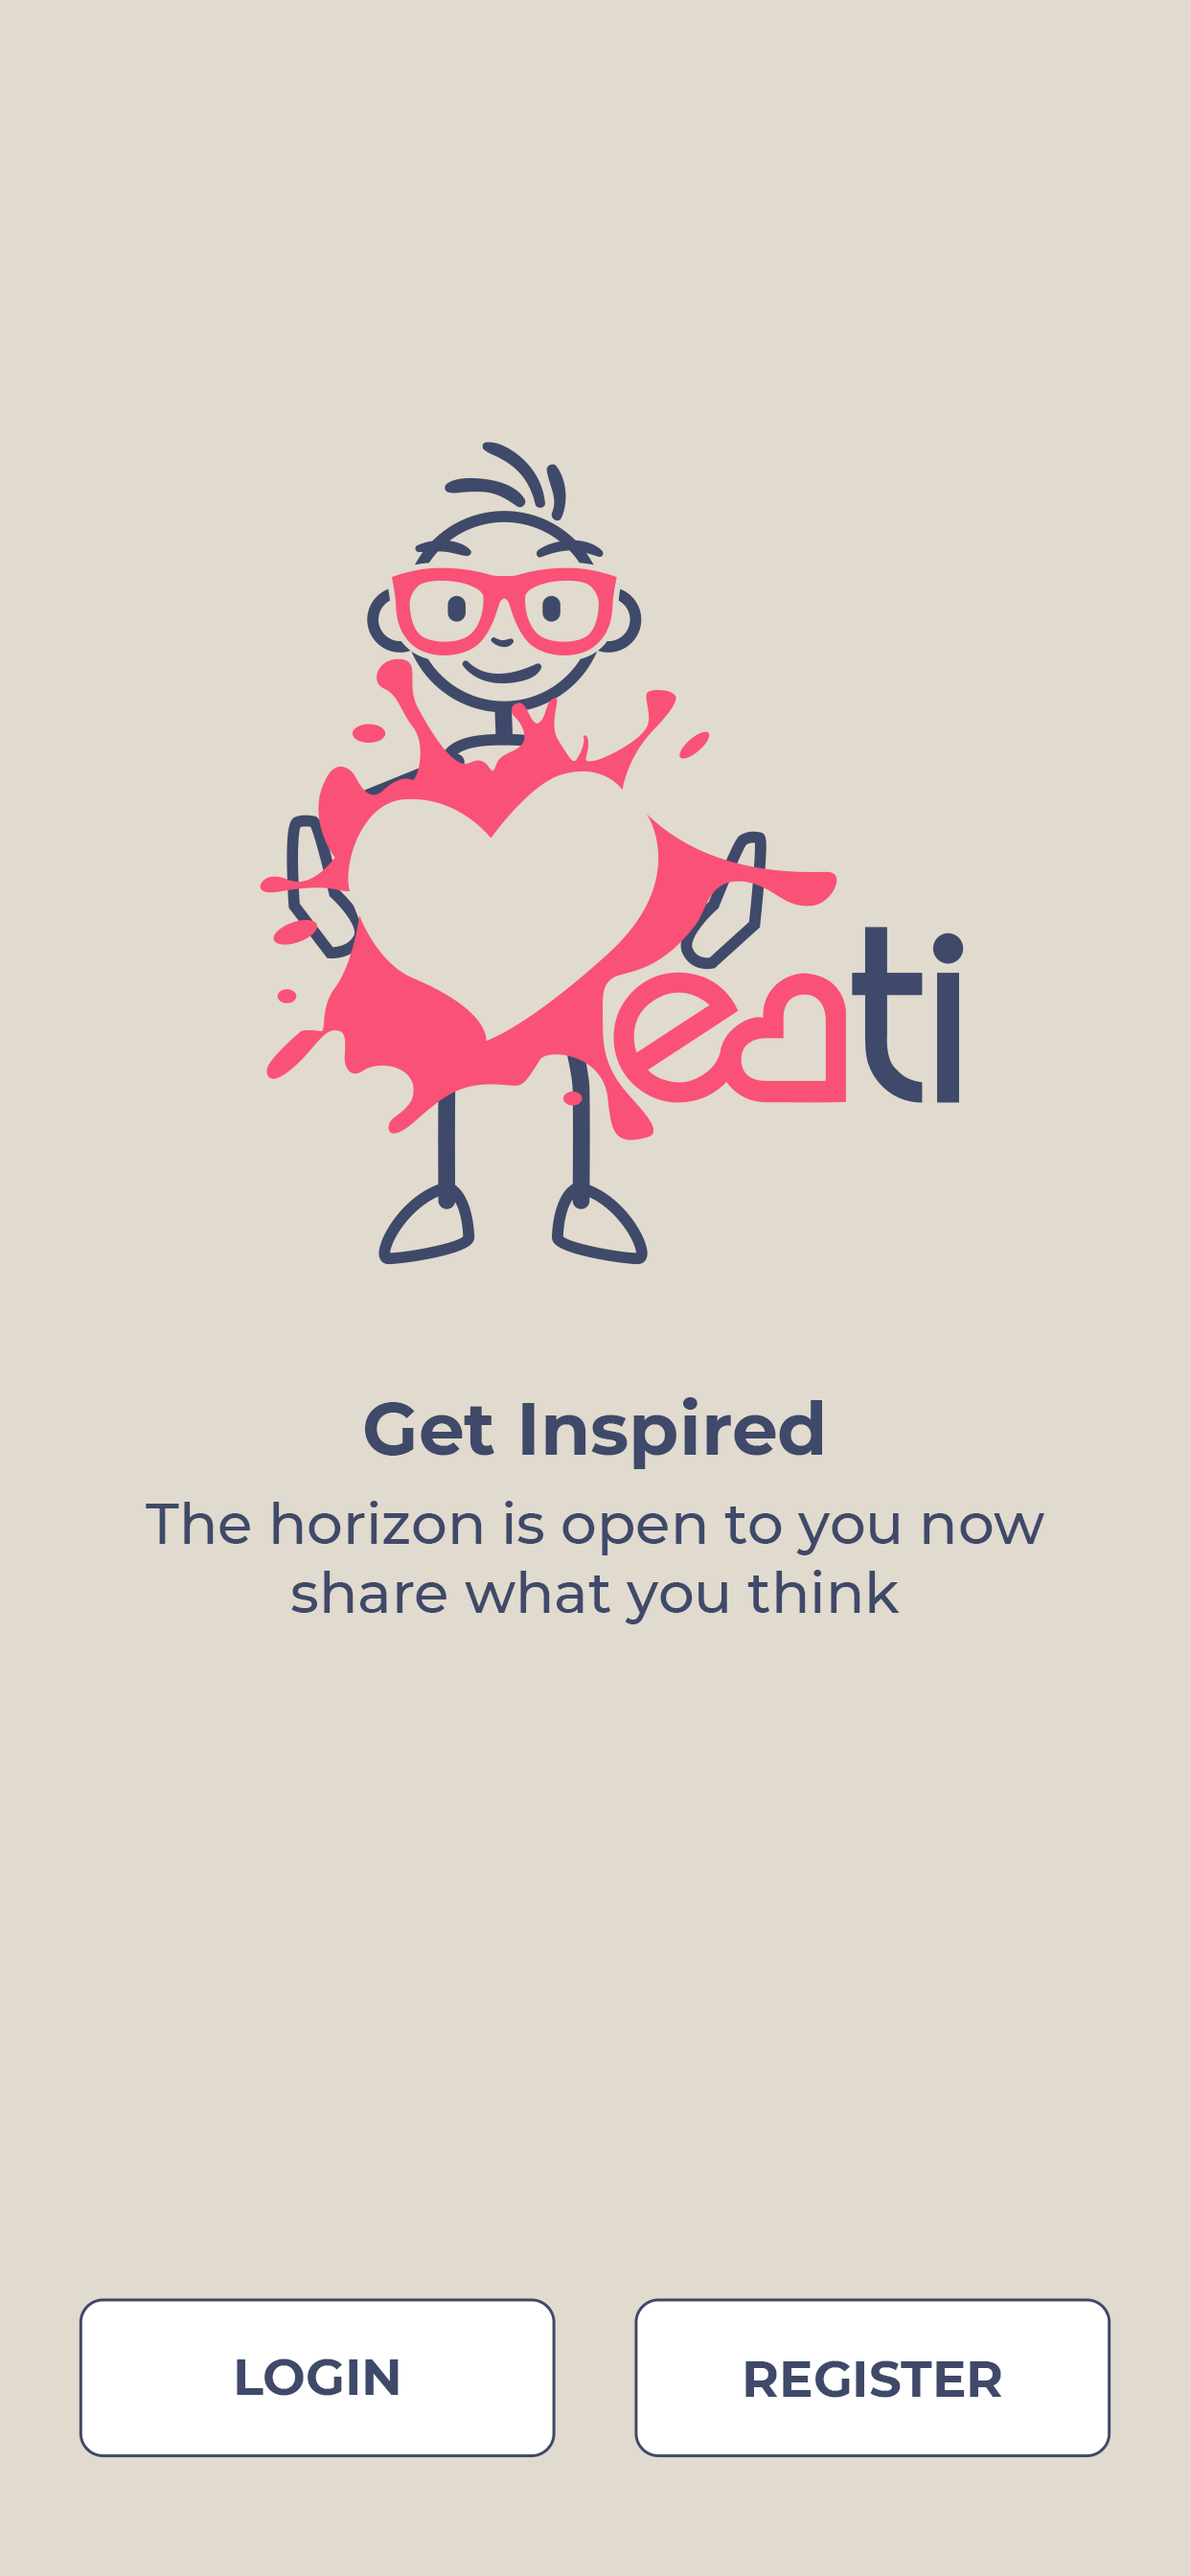 eati
Get Inspired
The horizon is open to you now
share what you think
LOGIN
REGISTER